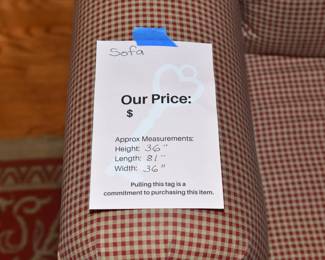 Sofa
Our Price:
$
Approx Measurements:
Height: 36"
Length: 81"
Width: 36"
Pulling this tag is a
commitment to purchasing this item.